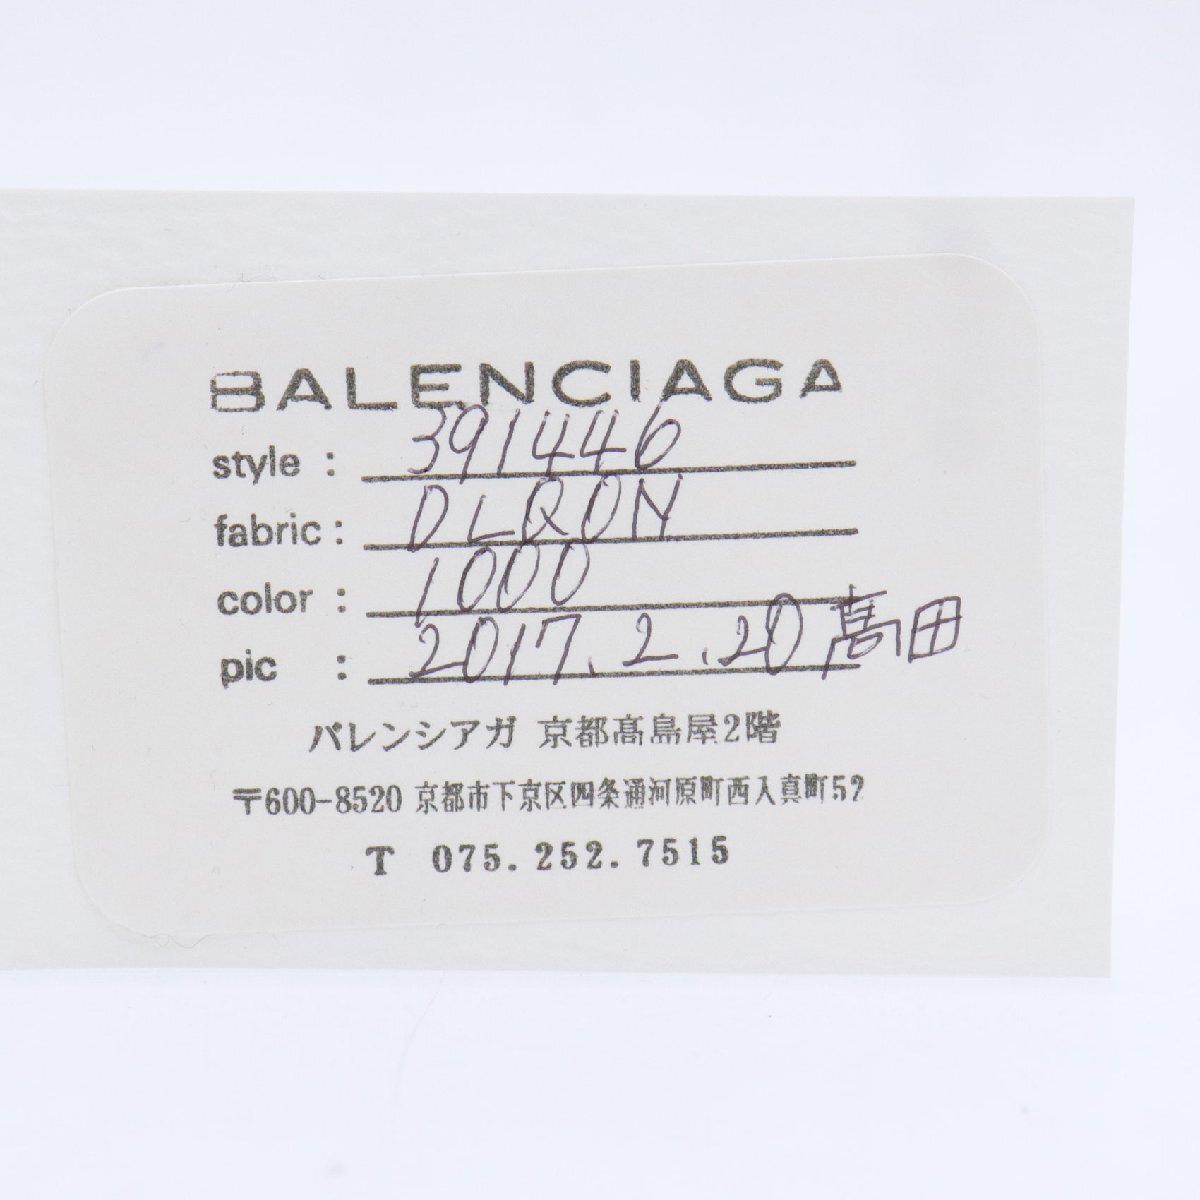 BALENCIAGA
style : 391446
fabric : DLQ0N
color : 1000
pic : 2017.2.20 髙田
バレンシアガ 京都髙島屋2階
〒600-8520 京都市下京区四条通河原町西入真町52
T 075.252.7515